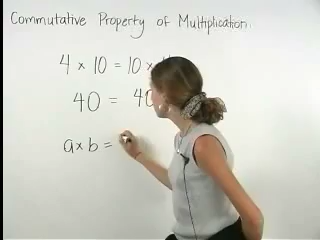 Commutative Property of Multiplication.
4 × 10 = 10 ×
40 = 40
a × b =